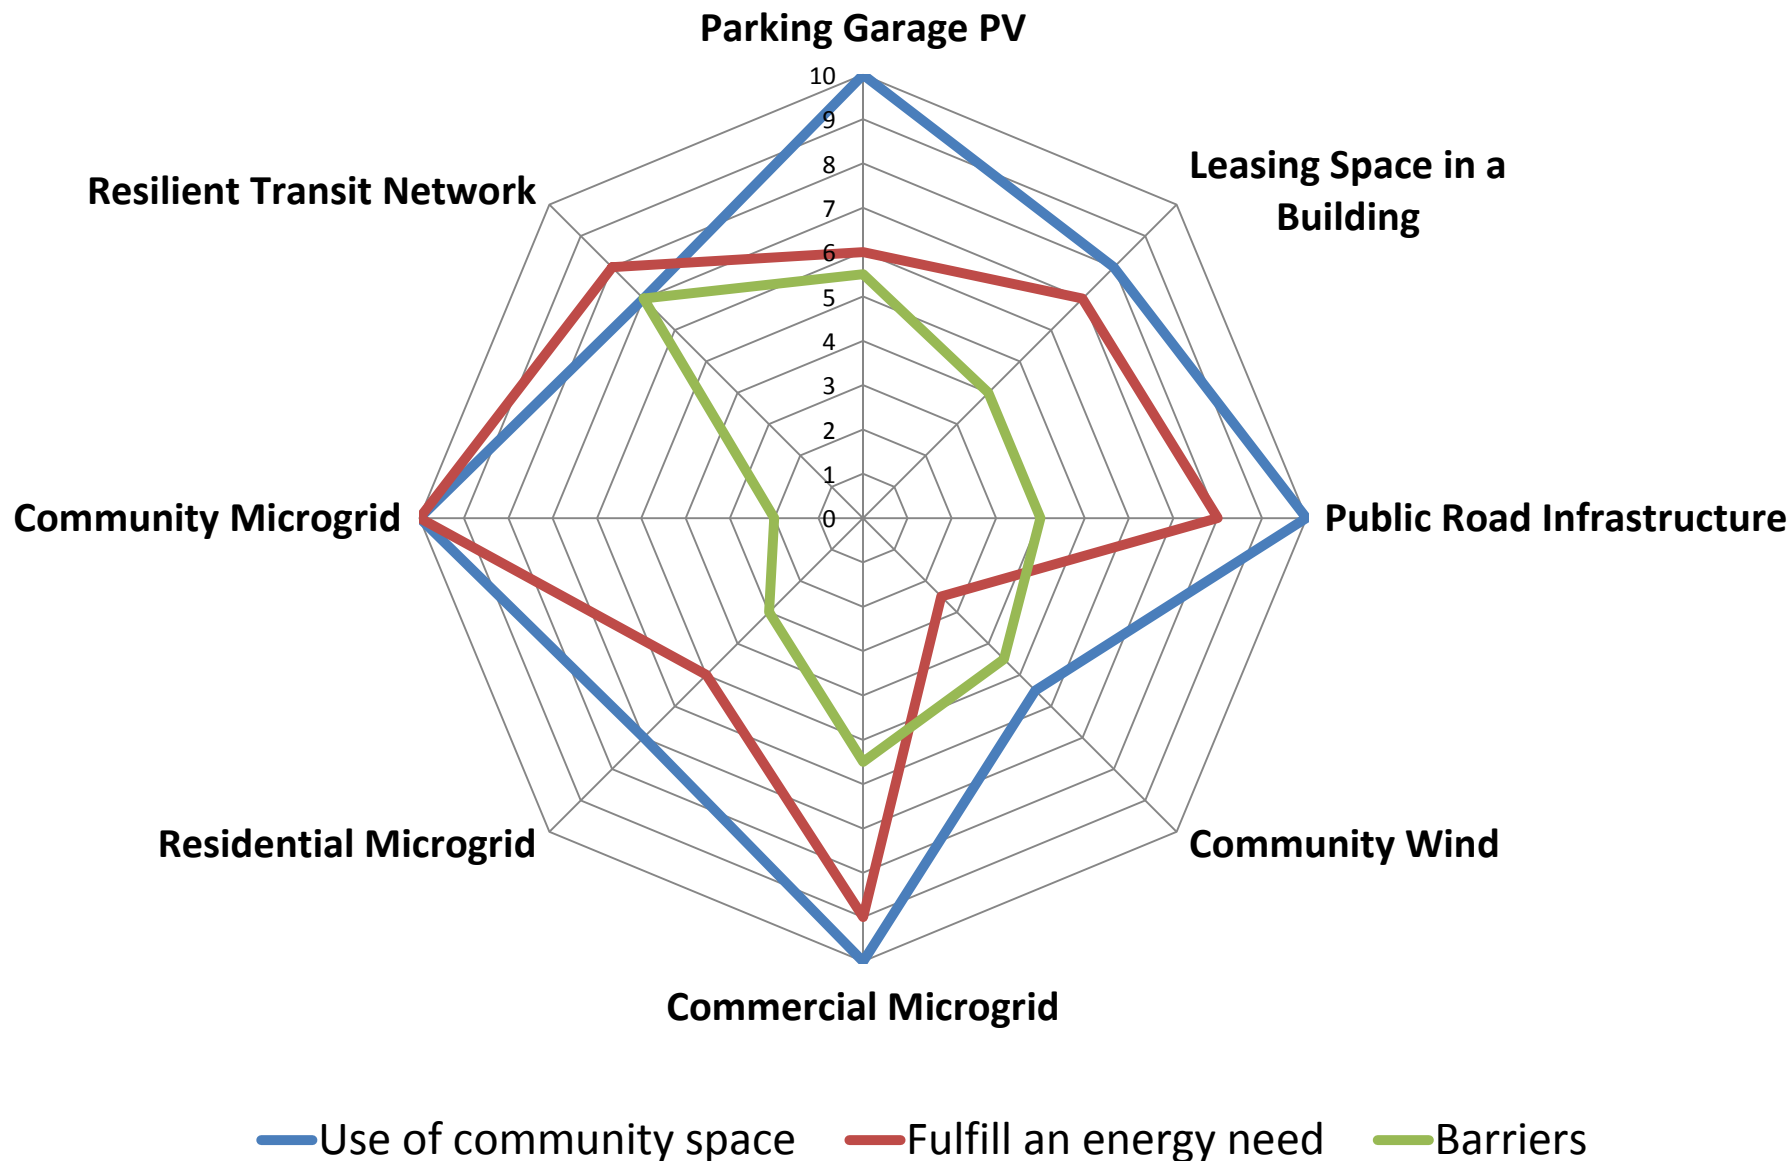 Parking Garage PV
10
9
8
7
6
5
4
3
2
1
0
Leasing Space in a
Building
Resilient Transit Network
Community Microgrid
Public Road Infrastructure
Residential Microgrid
Community Wind
Commercial Microgrid
Use of community space
Fulfill an energy need
Barriers